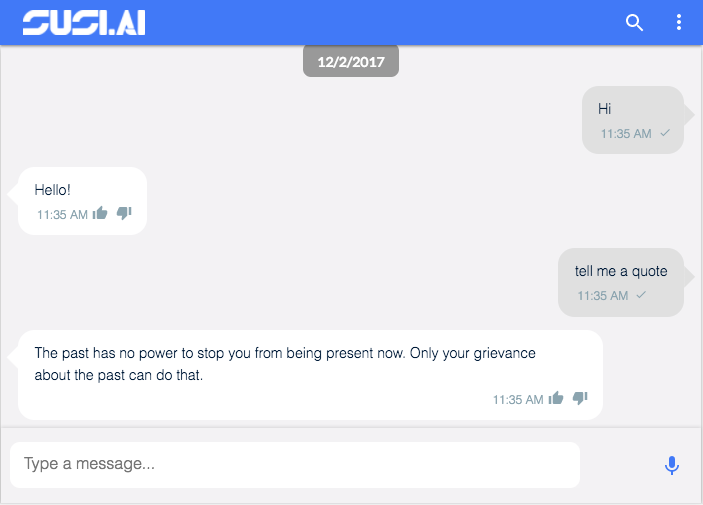 SUSI.AI
12/2/2017
Hi
11:35 AM
Hello!
11:35 AM
tell me a quote
11:35 AM
The past has no power to stop you from being present now. Only your grievance
about the past can do that.
11:35 AM
Type a message...